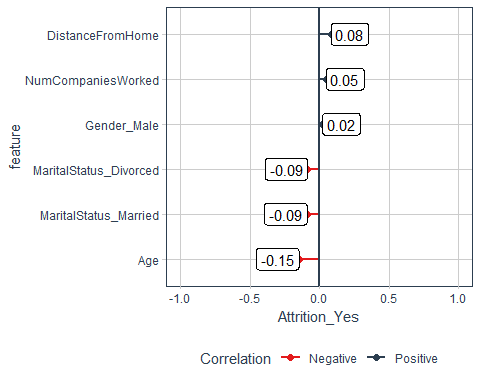 feature
DistanceFromHome
0.08
NumCompaniesWorked
0.05
Gender_Male
0.02
MaritalStatus_Divorced
-0.09
MaritalStatus_Married
-0.09
Age
-0.15
-1.0 -0.5 0.0 0.5 1.0
Attrition_Yes
Correlation Negative Positive